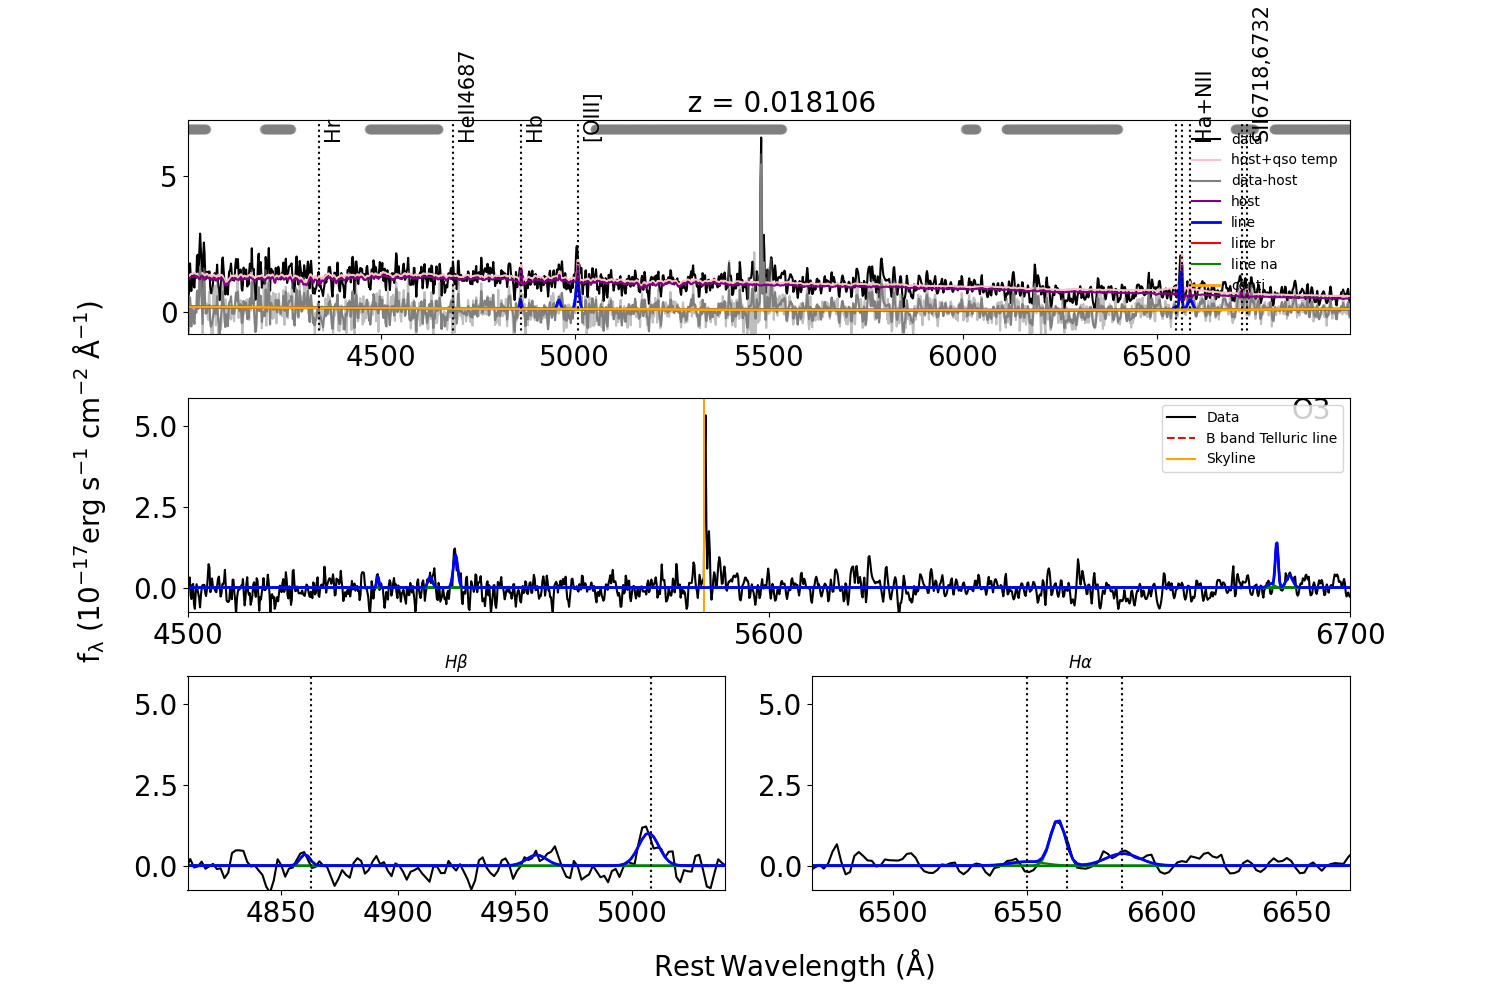 z = 0.018106
Hr
HeII4687
Hb
[OIII]
Ha+NII
SII6718,6732
data
host+qso temp
data-host
host
line
line br
line na
conti
5
0
4500 5000 5500 6000 6500
O3
Data
B band Telluric line
Skyline
5.0
2.5
0.0
4500 5600 6700
fλ (10⁻¹⁷erg s⁻¹ cm⁻² Å⁻¹)
Hβ
5.0
2.5
0.0
4850 4900 4950 5000
Hα
5.0
2.5
0.0
6500 6550 6600 6650
Rest Wavelength (Å)